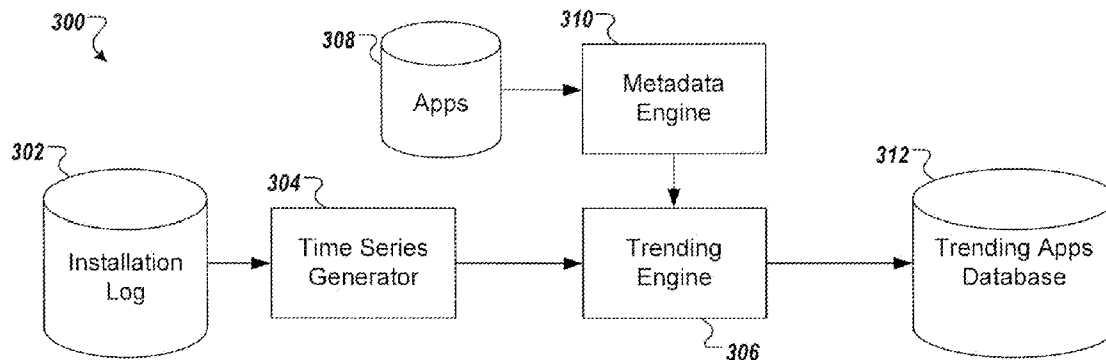 300
308
Apps
310
Metadata
Engine
302
Installation
Log
304
Time Series
Generator
Trending
Engine
306
312
Trending Apps
Database